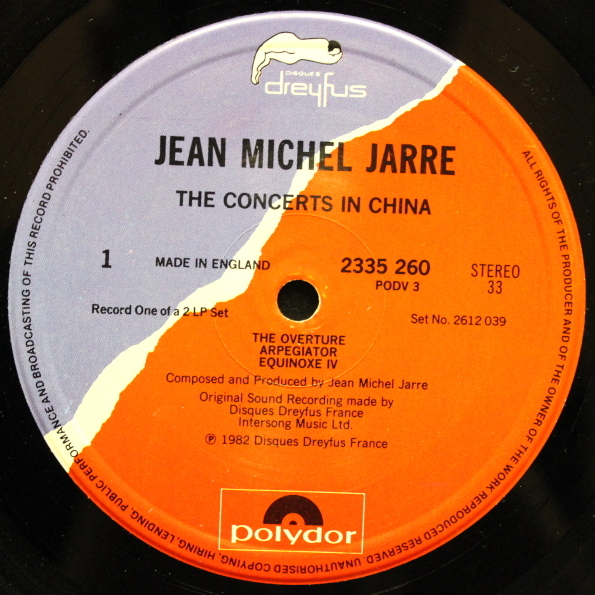 DISQUES
dreyfus
JEAN MICHEL JARRE
THE CONCERTS IN CHINA
1
MADE IN ENGLAND
2335 260
PODV 3
STEREO
33
Record One of a 2 LP Set
Set No. 2612 039
THE OVERTURE
ARPEGIATOR
EQUINOXE IV
Composed and Produced by Jean Michel Jarre
Original Sound Recording made by
Disques Dreyfus France
Intersong Music Ltd.
℗ 1982 Disques Dreyfus France
polydor
ALL RIGHTS OF THE PRODUCER AND OF THE OWNER OF THE WORK REPRODUCED RESERVED. UNAUTHORISED COPYING, HIRING, LENDING, PUBLIC PERFORMANCE AND BROADCASTING OF THIS RECORD PROHIBITED.